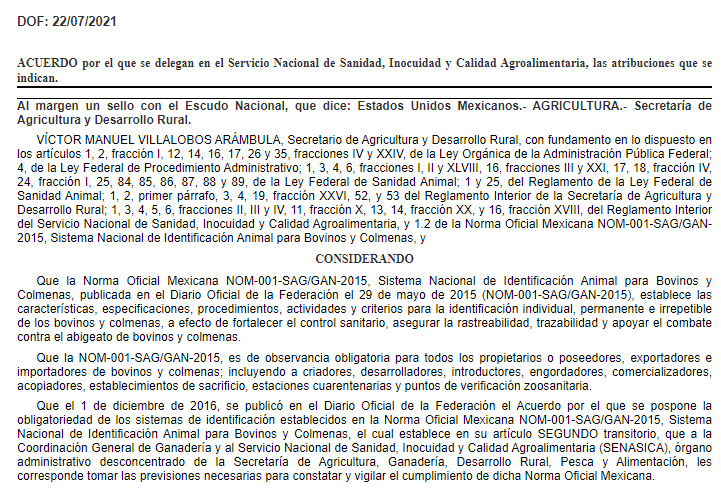 DOF: 22/07/2021
ACUERDO por el que se delegan en el Servicio Nacional de Sanidad, Inocuidad y Calidad Agroalimentaria, las atribuciones que se
indican.
Al margen un sello con el Escudo Nacional, que dice: Estados Unidos Mexicanos.- AGRICULTURA.- Secretaría de
Agricultura y Desarrollo Rural.
VÍCTOR MANUEL VILLALOBOS ARÁMBULA, Secretario de Agricultura y Desarrollo Rural, con fundamento en lo dispuesto en
los artículos 1, 2, fracción I, 12, 14, 16, 17, 26 y 35, fracciones IV y XXIV, de la Ley Orgánica de la Administración Pública Federal;
4, de la Ley Federal de Procedimiento Administrativo; 1, 3, 4, 6, fracciones I, II y XLVIII, 16, fracciones III y XXI, 17, 18, fracción IV,
24, fracción I, 25, 84, 85, 86, 87, 88 y 89, de la Ley Federal de Sanidad Animal; 1 y 25, del Reglamento de la Ley Federal de
Sanidad Animal; 1, 2, primer párrafo, 3, 4, 19, fracción XXVI, 52, y 53 del Reglamento Interior de la Secretaría de Agricultura y
Desarrollo Rural; 1, 3, 4, 5, 6, fracciones II, III y IV, 11, fracción X, 13, 14, fracción XX, y 16, fracción XVIII, del Reglamento Interior
del Servicio Nacional de Sanidad, Inocuidad y Calidad Agroalimentaria, y 1.2 de la Norma Oficial Mexicana NOM-001-SAG/GAN-
2015, Sistema Nacional de Identificación Animal para Bovinos y Colmenas, y
CONSIDERANDO
Que la Norma Oficial Mexicana NOM-001-SAG/GAN-2015, Sistema Nacional de Identificación Animal para Bovinos y
Colmenas, publicada en el Diario Oficial de la Federación el 29 de mayo de 2015 (NOM-001-SAG/GAN-2015), establece las
características, especificaciones, procedimientos, actividades y criterios para la identificación individual, permanente e irrepetible
de los bovinos y colmenas, a efecto de fortalecer el control sanitario, asegurar la rastreabilidad, trazabilidad y apoyar el combate
contra el abigeato de bovinos y colmenas.
Que la NOM-001-SAG/GAN-2015, es de observancia obligatoria para todos los propietarios o poseedores, exportadores e
importadores de bovinos y colmenas; incluyendo a criadores, desarrolladores, introductores, engordadores, comercializadores,
acopiadores, establecimientos de sacrificio, estaciones cuarentenarias y puntos de verificación zoosanitaria.
Que el 1 de diciembre de 2016, se publicó en el Diario Oficial de la Federación el Acuerdo por el que se pospone la
obligatoriedad de los sistemas de identificación establecidos en la Norma Oficial Mexicana NOM-001-SAG/GAN-2015, Sistema
Nacional de Identificación Animal para Bovinos y Colmenas, el cual establece en su artículo SEGUNDO transitorio, que a la
Coordinación General de Ganadería y al Servicio Nacional de Sanidad, Inocuidad y Calidad Agroalimentaria (SENASICA), órgano
administrativo desconcentrado de la Secretaría de Agricultura, Ganadería, Desarrollo Rural, Pesca y Alimentación, les
corresponde tomar las previsiones necesarias para constatar y vigilar el cumplimiento de dicha Norma Oficial Mexicana.